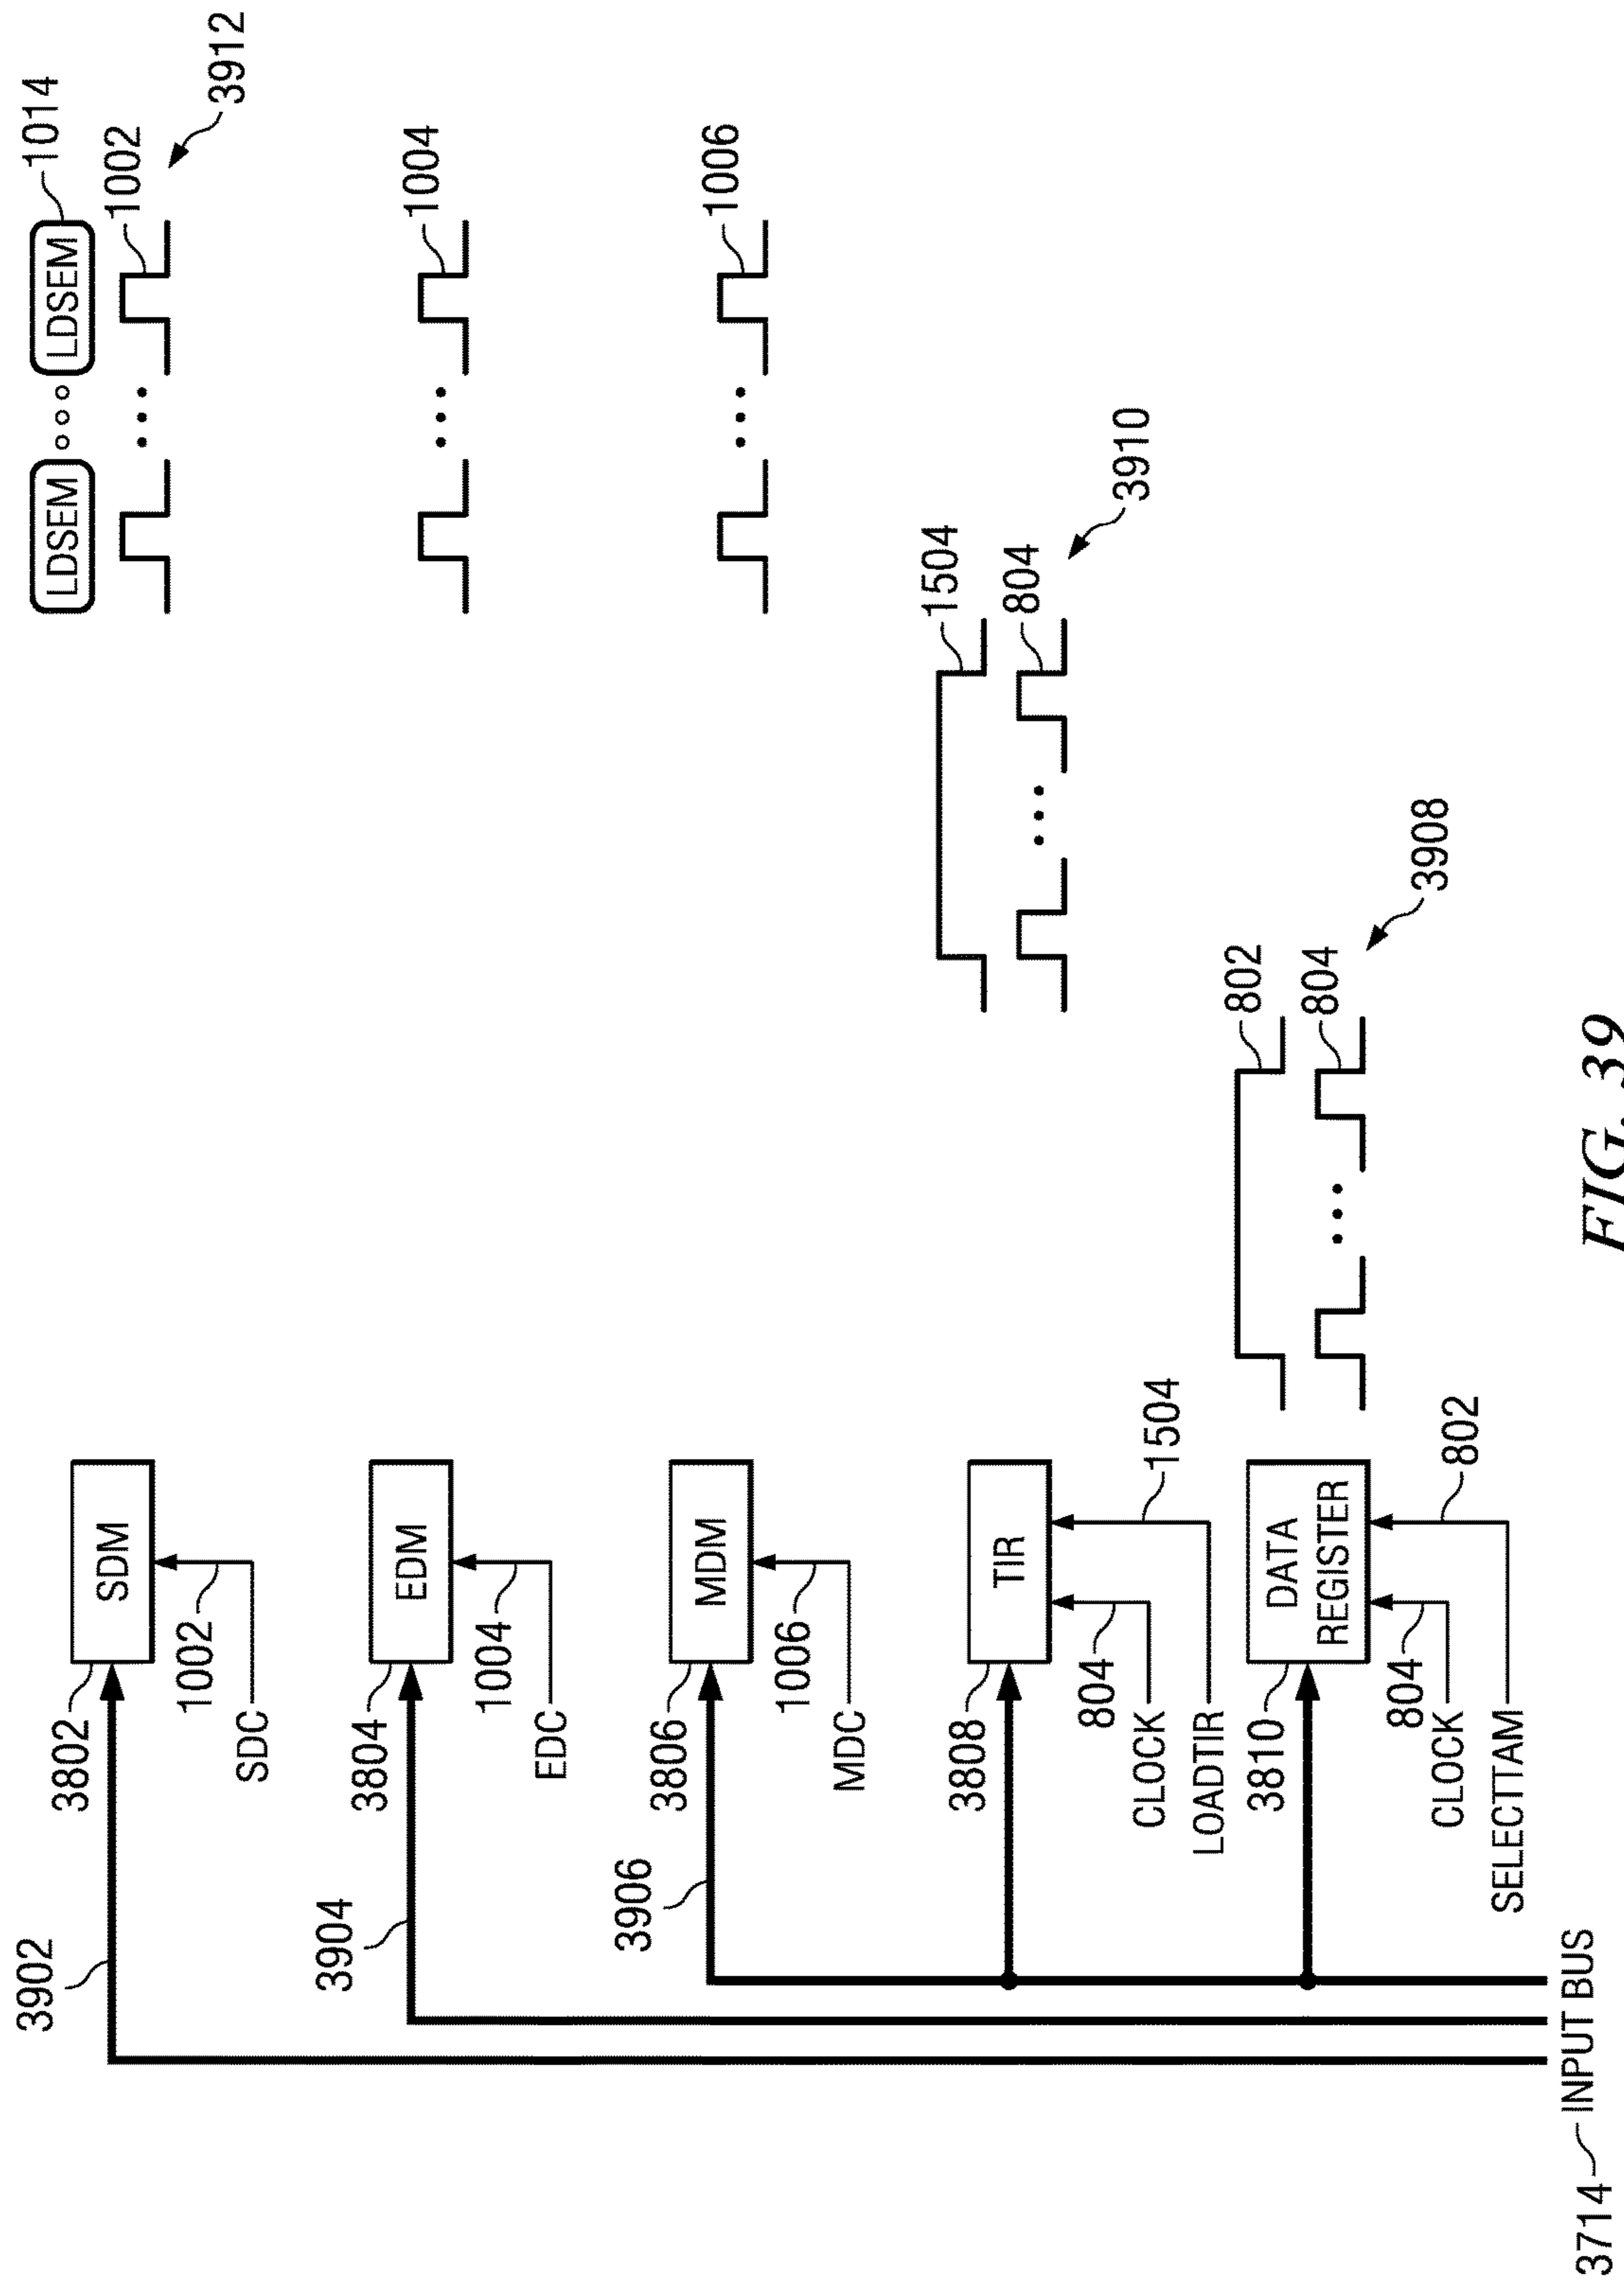 3902
3802
SDM
1002
SDC
LDSEM
LDSEM
1014
1002
3912
3904
3804
EDM
1004
EDC
1004
3906
3806
MDM
1006
MDC
1006
3808
TIR
804
CLOCK
1504
LOADTIR
1504
804
3910
3810
DATA
REGISTER
804
CLOCK
802
SELECTTAM
802
804
3908
3714
INPUT BUS
FIG. 39